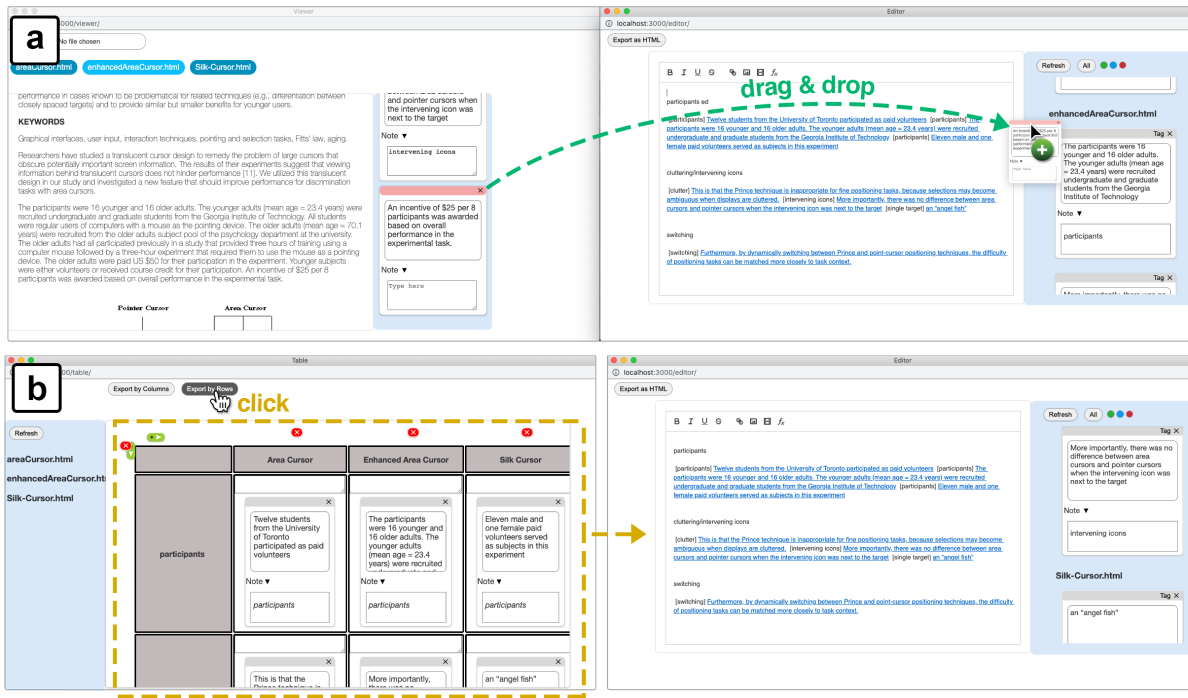 a
Viewer
000/viewer/
No file chosen
areaCursor.html
enhancedAreaCursor.html
Silk-Cursor.html
performance in cases known to be problematical for related techniques (e.g., differentiation between
closely spaced targets) and to provide similar but smaller benefits for younger users.
KEYWORDS
Graphical interfaces, user input, interaction techniques, pointing and selection tasks, Fitts' law, aging.
Researchers have studied a translucent cursor design to remedy the problem of large cursors that
obscure potentially important screen information. The results of their experiments suggest that viewing
information behind translucent cursors does not hinder performance [11]. We utilized this translucent
design in our study and investigated a new feature that should improve performance for discrimination
tasks with area cursors.
The participants were 16 younger and 16 older adults. The younger adults (mean age = 23.4 years) were
recruited undergraduate and graduate students from the Georgia Institute of Technology. All students
were regular users of computers with a mouse as the pointing device. The older adults (mean age = 70.1
years) were recruited from the older adults subject pool of the psychology department at the university.
The older adults had all participated previously in a study that provided three hours of training using a
computer mouse followed by a three-hour experiment that required them to use the mouse as a pointing
device. The older adults were paid US $50 for their participation in the experiment. Younger subjects
were either volunteers or received course credit for their participation. An incentive of $25 per 8
participants was awarded based on overall performance in the experimental task.
Pointer Cursor
Area Cursor
between area cursors
and pointer cursors when
the intervening icon was
next to the target
Note ▼
intervening icons
×
An incentive of $25 per 8
participants was awarded
based on overall
performance in the
experimental task.
Note ▼
Type here
Editor
localhost:3000/editor/
Export as HTML
B I U S fx
drag & drop
participants ed
[participants] Twelve students from the University of Toronto participated as paid volunteers [participants] The
participants were 16 younger and 16 older adults. The younger adults (mean age = 23.4 years) were recruited
undergraduate and graduate students from the Georgia Institute of Technology [participants] Eleven male and one
female paid volunteers served as subjects in this experiment
cluttering/intervening icons
[clutter] This is that the Prince technique is inappropriate for fine positioning tasks, because selections may become
ambiguous when displays are cluttered. [intervening icons] More importantly, there was no difference between area
cursors and pointer cursors when the intervening icon was next to the target [single target] an "angel fish"
switching
[switching] Furthermore, by dynamically switching between Prince and point-cursor positioning techniques, the difficulty
of positioning tasks can be matched more closely to task context.
Refresh
All
enhancedAreaCursor.html
Tag ×
The participants were 16
younger and 16 older adults.
The younger adults (mean age
= 23.4 years) were recruited
undergraduate and graduate
students from the Georgia
Institute of Technology
Note ▼
participants
Tag ×
More importantly, there was no
b
Table
000/table/
Export by Columns
Export by Rows
click
Refresh
areaCursor.html
enhancedAreaCursor.ht
Silk-Cursor.html
Area Cursor
Enhanced Area Cursor
Silk Cursor
participants
×
Twelve students
from the University
of Toronto
participated as paid
volunteers
Note ▼
participants
×
The participants
were 16 younger and
16 older adults. The
younger adults
(mean age = 23.4
years) were recruited
Note ▼
participants
×
Eleven male and
one female paid
volunteers served
as subjects in this
experiment
Note ▼
participants
×
This is that the
Prince technique is
×
More importantly,
there was no
×
an "angel fish"
Editor
localhost:3000/editor/
Export as HTML
B I U S fx
participants
[participants] Twelve students from the University of Toronto participated as paid volunteers [participants] The
participants were 16 younger and 16 older adults. The younger adults (mean age = 23.4 years) were recruited
undergraduate and graduate students from the Georgia Institute of Technology [participants] Eleven male and one
female paid volunteers served as subjects in this experiment
cluttering/intervening icons
[clutter] This is that the Prince technique is inappropriate for fine positioning tasks, because selections may become
ambiguous when displays are cluttered. [intervening icons] More importantly, there was no difference between area
cursors and pointer cursors when the intervening icon was next to the target [single target] an "angel fish"
switching
[switching] Furthermore, by dynamically switching between Prince and point-cursor positioning techniques, the difficulty
of positioning tasks can be matched more closely to task context.
Refresh
All
Tag ×
More importantly, there was no
difference between area
cursors and pointer cursors
when the intervening icon was
next to the target
Note ▼
intervening icons
Silk-Cursor.html
Tag ×
an "angel fish"